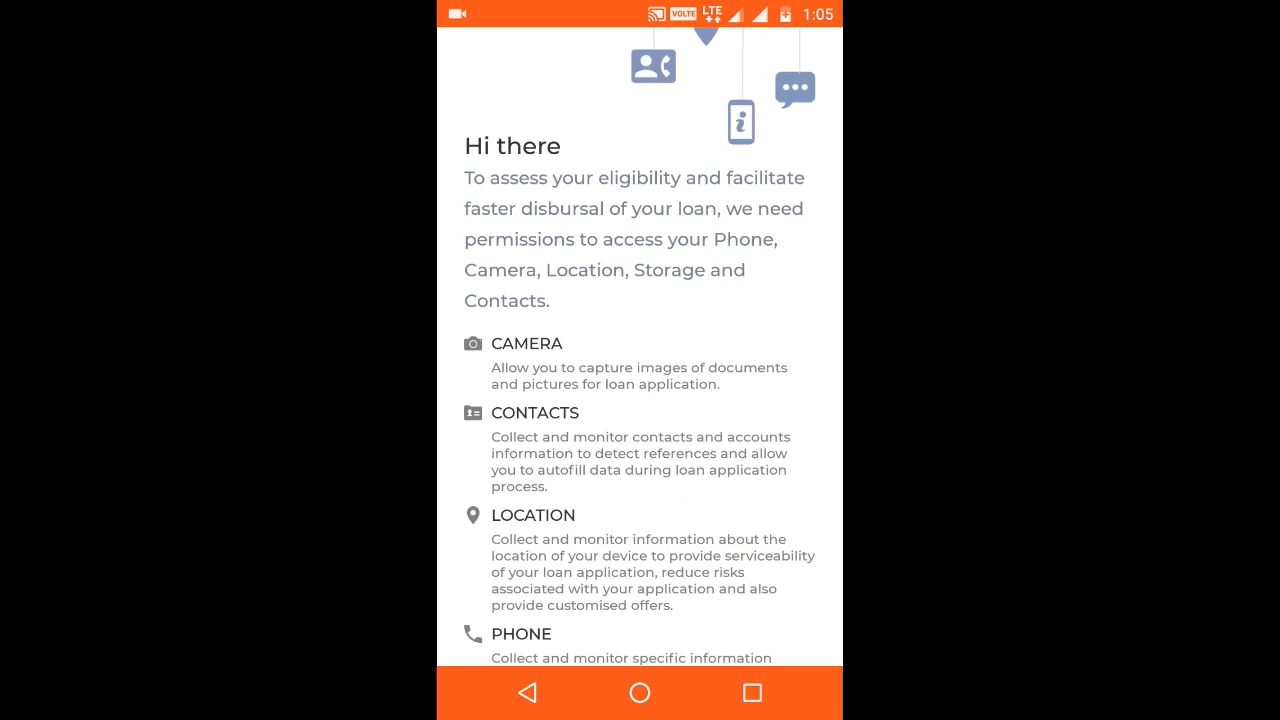 VOLTE LTE 1:05
Hi there
To assess your eligibility and facilitate
faster disbursal of your loan, we need
permissions to access your Phone,
Camera, Location, Storage and
Contacts.
CAMERA
Allow you to capture images of documents
and pictures for loan application.
CONTACTS
Collect and monitor contacts and accounts
information to detect references and allow
you to autofill data during loan application
process.
LOCATION
Collect and monitor information about the
location of your device to provide serviceability
of your loan application, reduce risks
associated with your application and also
provide customised offers.
PHONE
Collect and monitor specific information